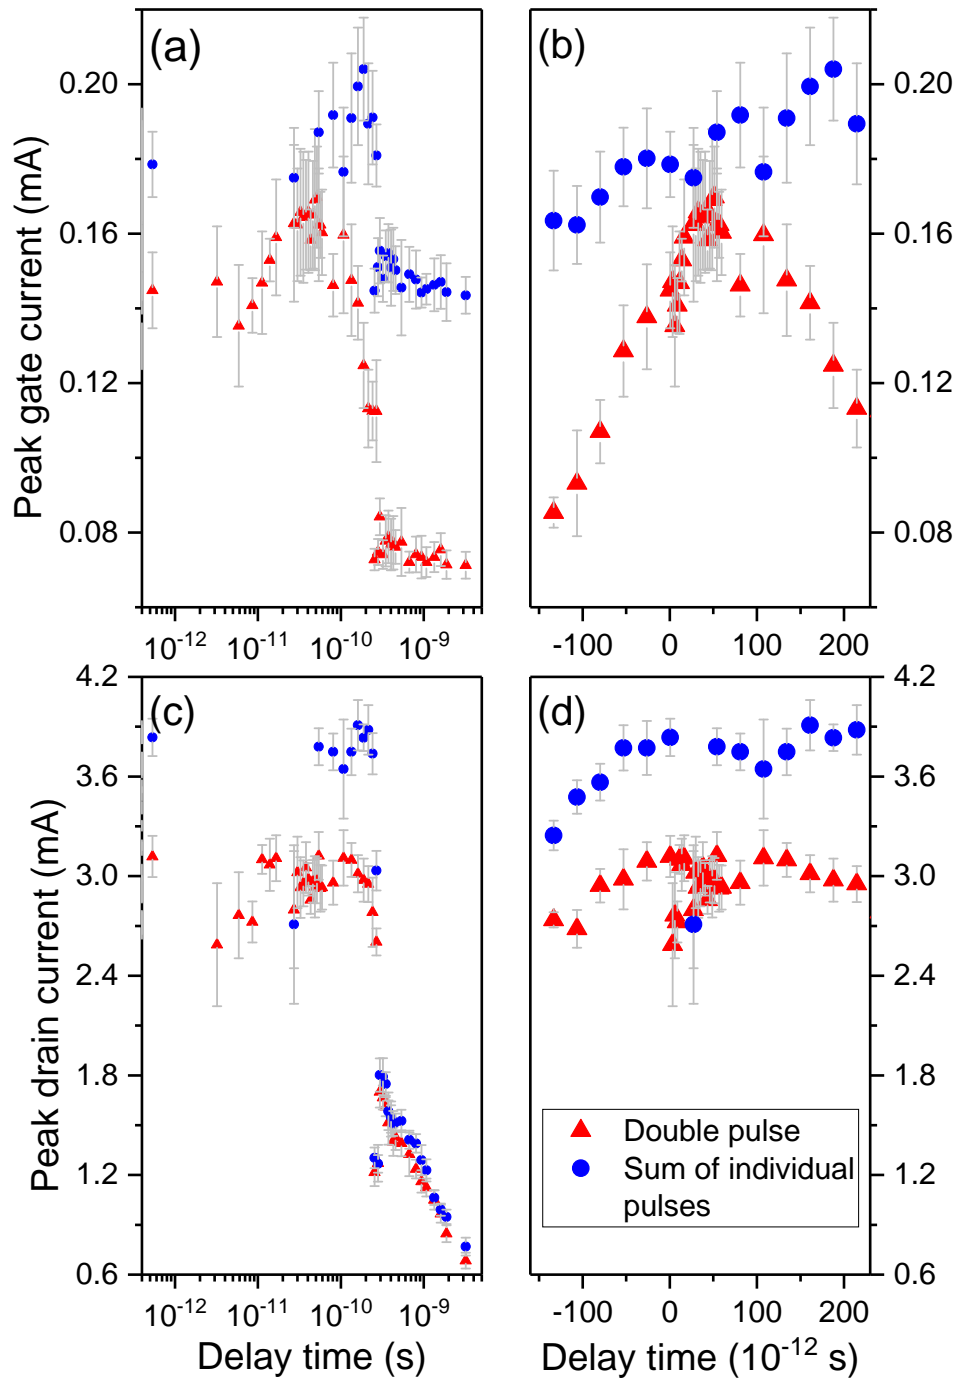 (a)
(b)
Peak gate current (mA)
0.20
0.16
0.12
0.08
0.20
0.16
0.12
0.08
10⁻¹² 10⁻¹¹ 10⁻¹⁰ 10⁻⁹
-100 0 100 200
(c)
(d)
Peak drain current (mA)
4.2
3.6
3.0
2.4
1.8
1.2
0.6
4.2
3.6
3.0
2.4
1.8
1.2
0.6
Double pulse
Sum of individual
pulses
10⁻¹² 10⁻¹¹ 10⁻¹⁰ 10⁻⁹
-100 0 100 200
Delay time (s)
Delay time (10⁻¹² s)